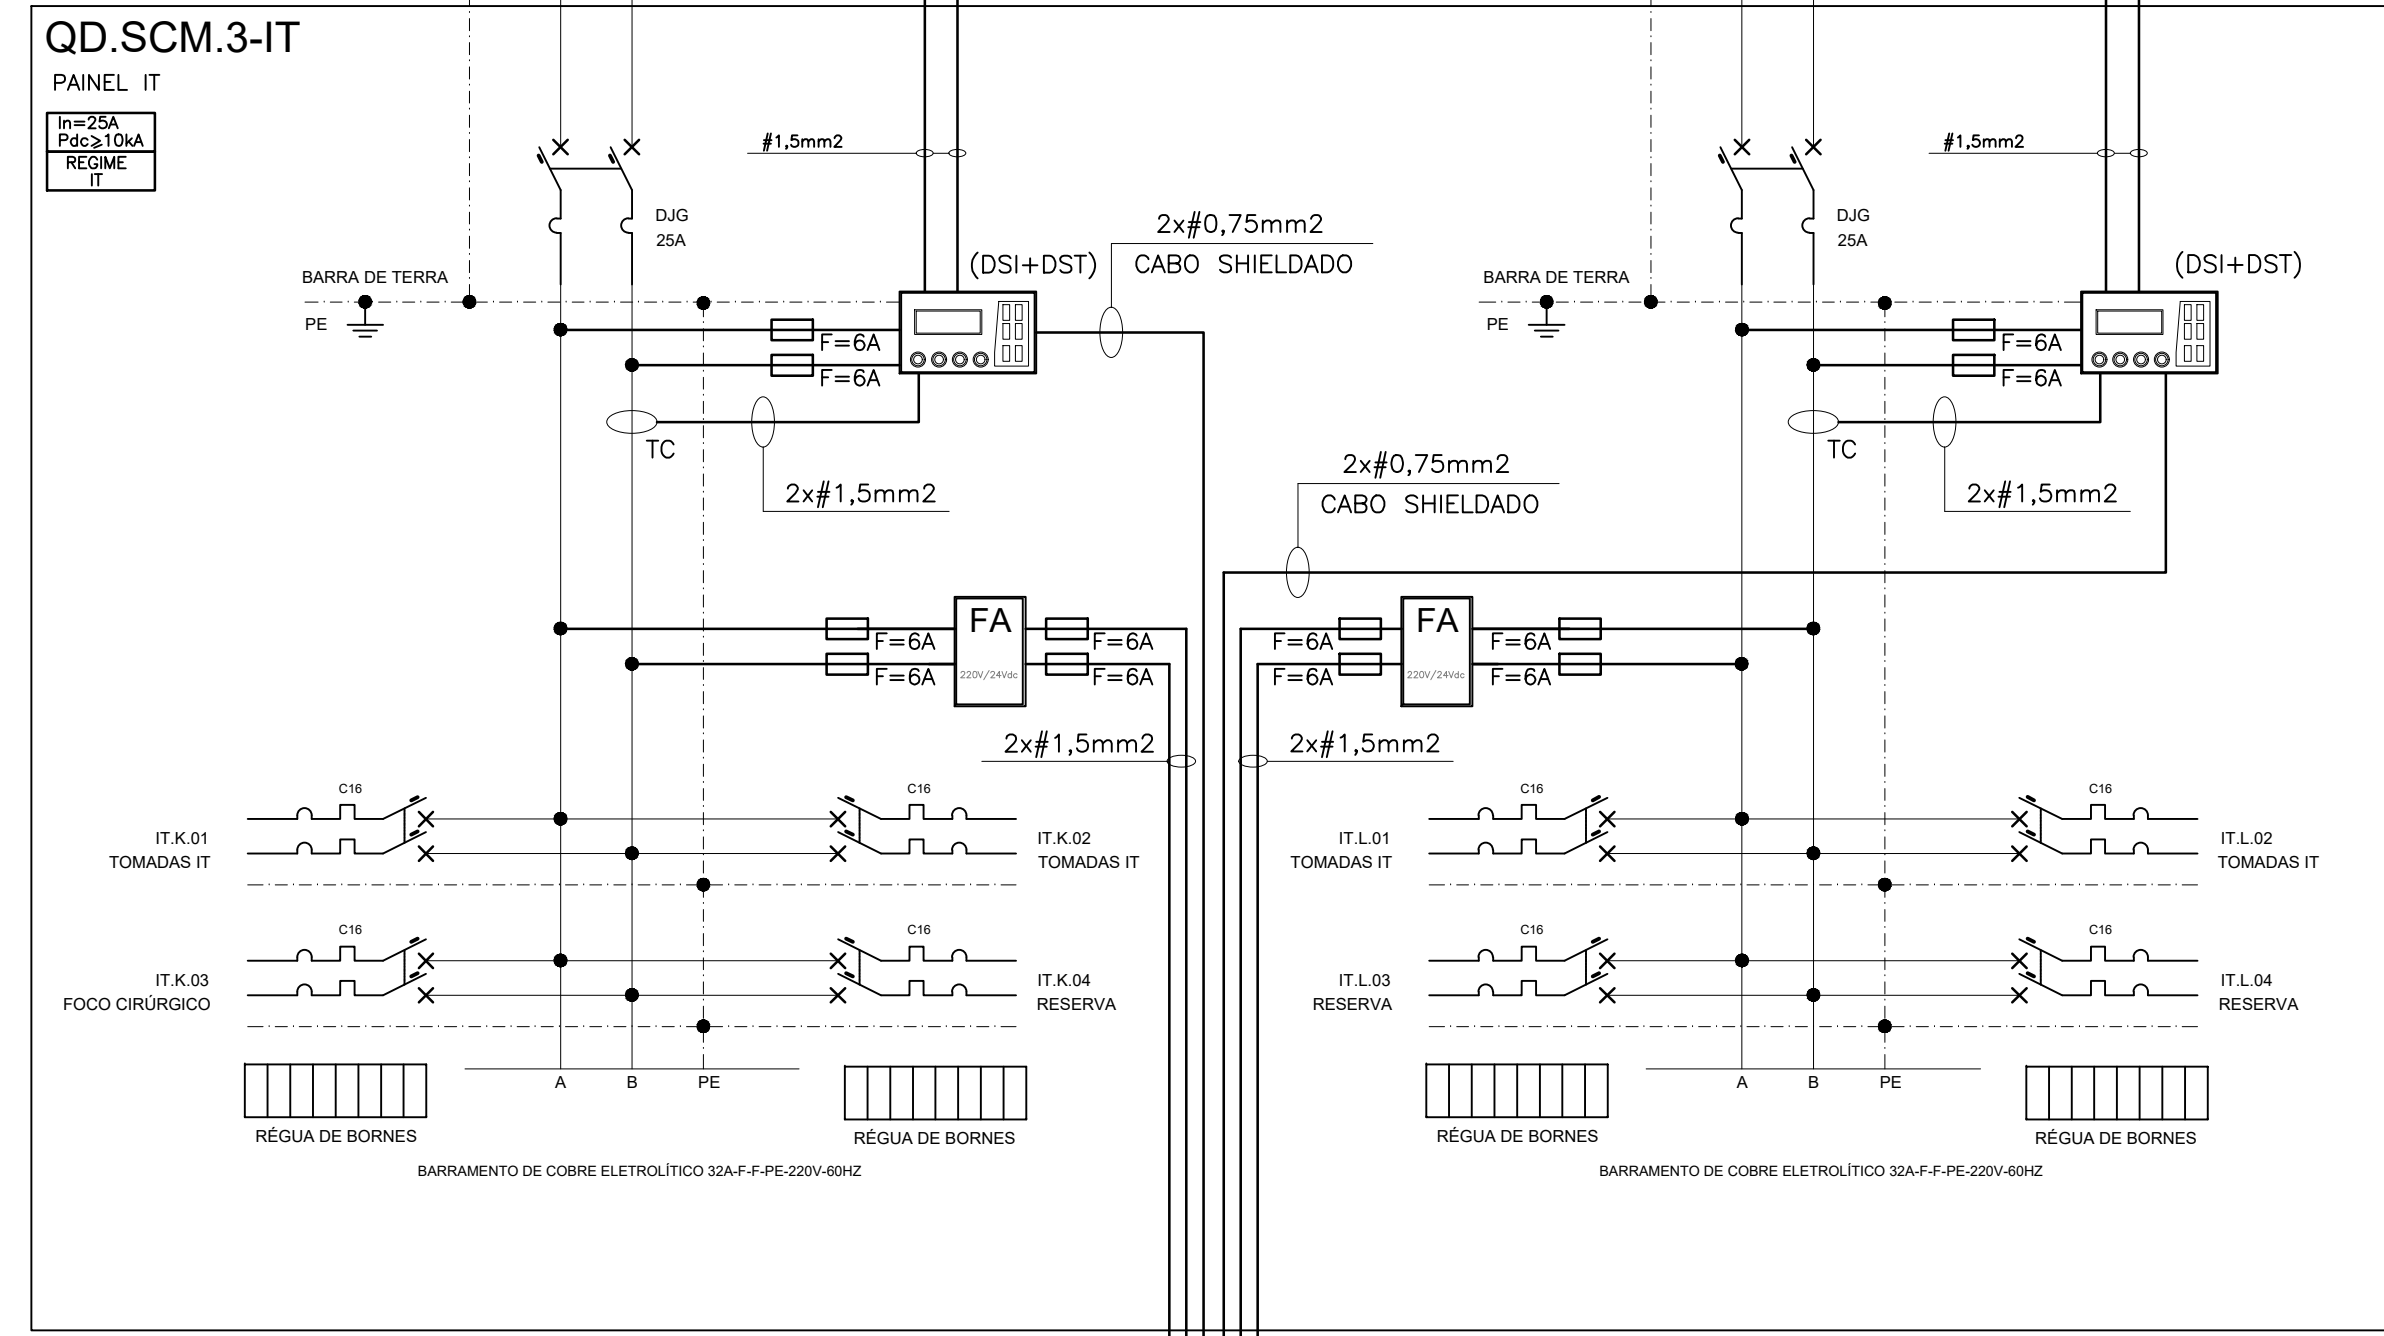 QD.SCM.3-IT
PAINEL IT
In=25A
Pdc≥10kA
REGIME
IT
#1,5mm2
DJG
25A
2x#0,75mm2
CABO SHIELDADO
(DSI+DST)
BARRA DE TERRA
PE
F=6A
F=6A
TC
2x#1,5mm2
FA
220V/24Vdc
F=6A
F=6A
F=6A
F=6A
2x#1,5mm2
C16
IT.K.01
TOMADAS IT
C16
IT.K.02
TOMADAS IT
C16
IT.K.03
FOCO CIRÚRGICO
C16
IT.K.04
RESERVA
A B PE
RÉGUA DE BORNES
RÉGUA DE BORNES
BARRAMENTO DE COBRE ELETROLÍTICO 32A-F-F-PE-220V-60HZ
#1,5mm2
DJG
25A
(DSI+DST)
BARRA DE TERRA
PE
F=6A
F=6A
TC
2x#1,5mm2
2x#0,75mm2
CABO SHIELDADO
FA
220V/24Vdc
F=6A
F=6A
F=6A
F=6A
2x#1,5mm2
C16
IT.L.01
TOMADAS IT
C16
IT.L.02
TOMADAS IT
C16
IT.L.03
RESERVA
C16
IT.L.04
RESERVA
A B PE
RÉGUA DE BORNES
RÉGUA DE BORNES
BARRAMENTO DE COBRE ELETROLÍTICO 32A-F-F-PE-220V-60HZ